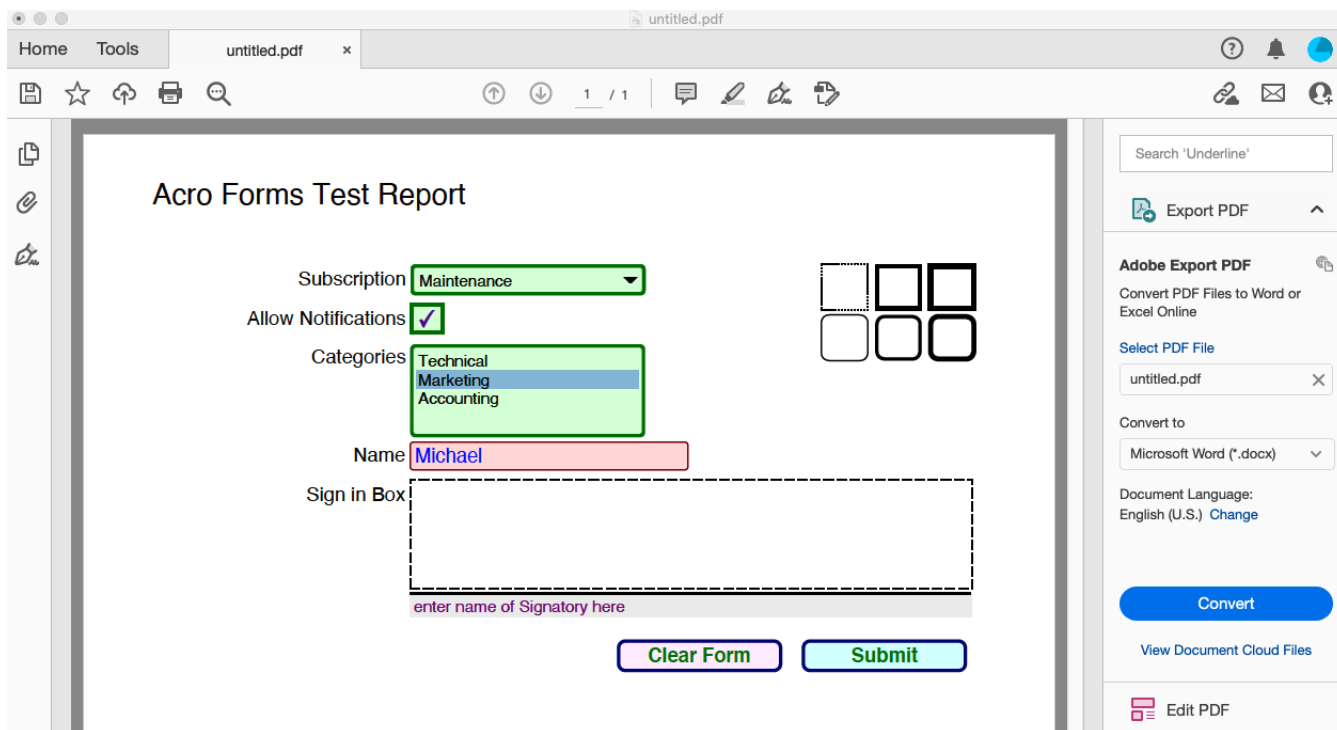 untitled.pdf
Home Tools untitled.pdf ×
1 / 1
Search 'Underline'
Acro Forms Test Report
Export PDF
Subscription Maintenance
Allow Notifications ✓
Categories Technical
Marketing
Accounting
Name Michael
Sign in Box
enter name of Signatory here
Clear Form Submit
Adobe Export PDF
Convert PDF Files to Word or
Excel Online
Select PDF File
untitled.pdf
Convert to
Microsoft Word (*.docx)
Document Language:
English (U.S.) Change
Convert
View Document Cloud Files
Edit PDF